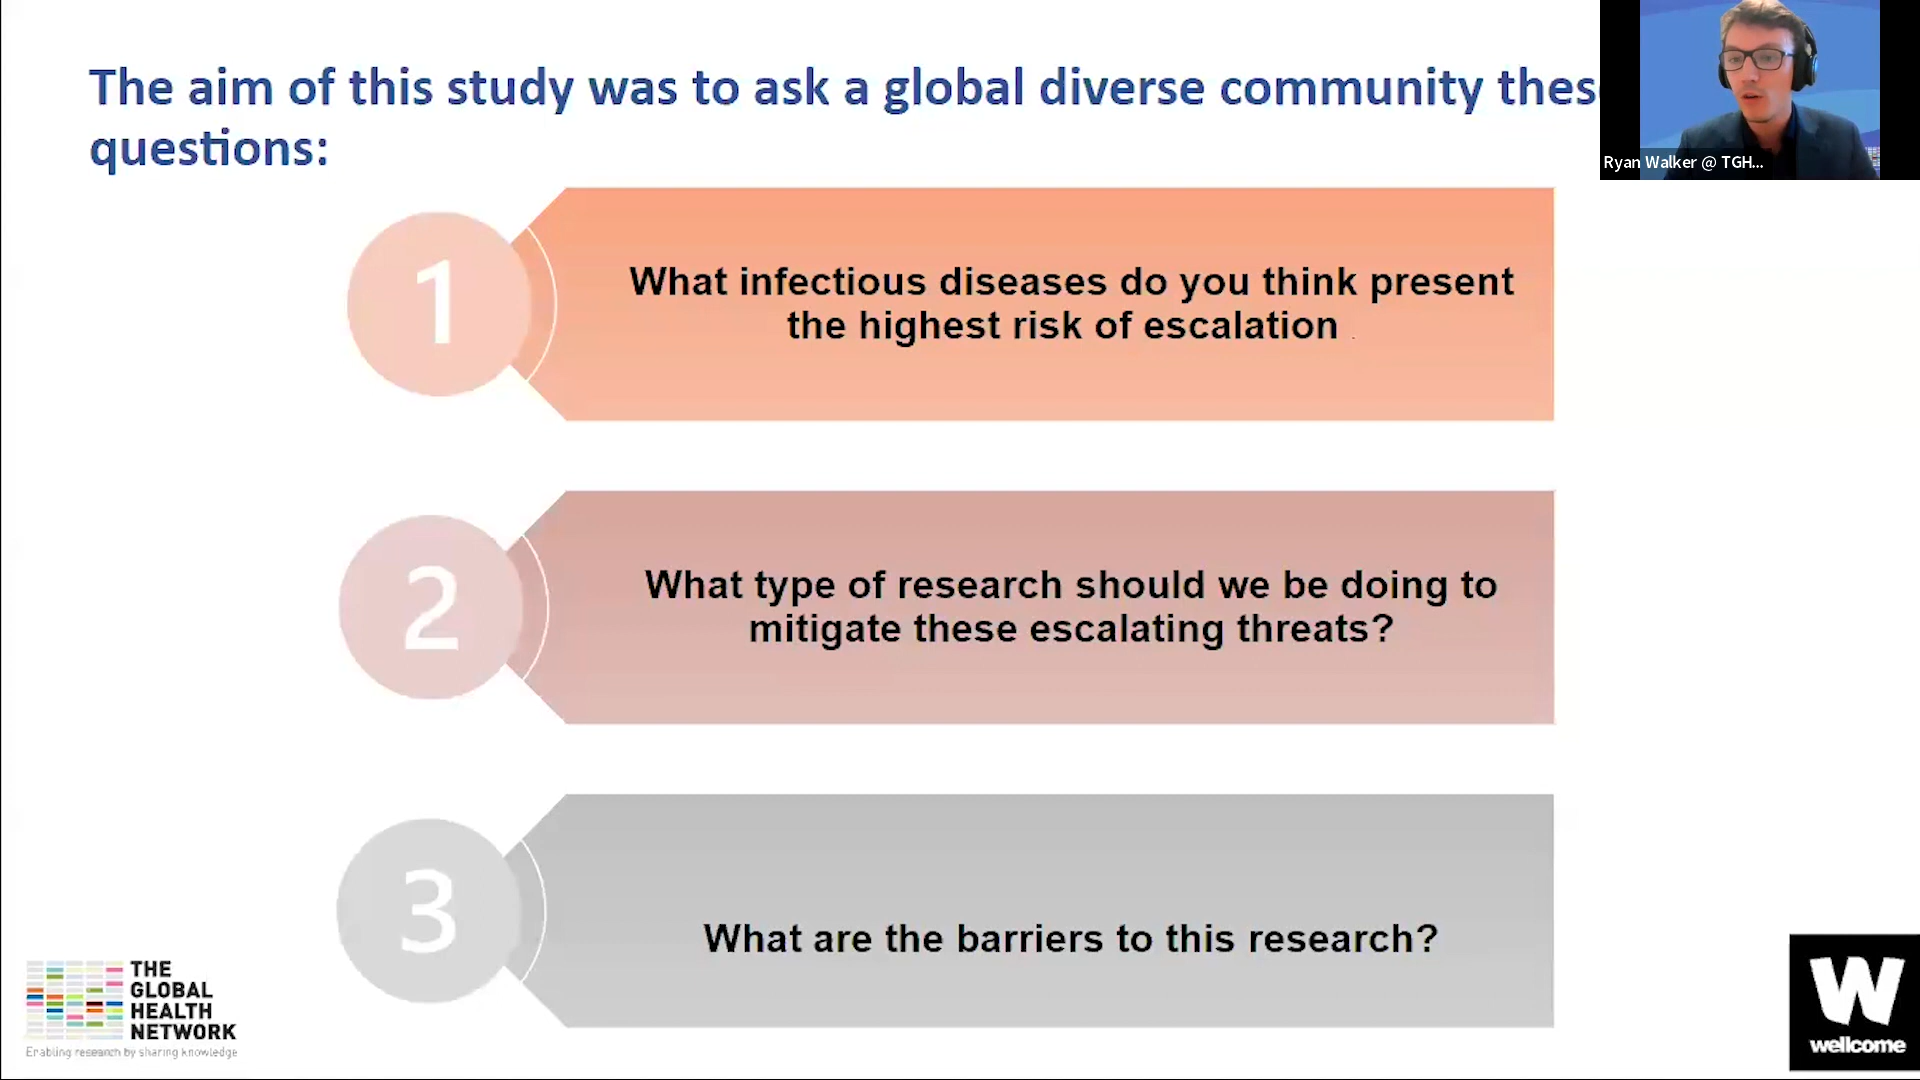 The aim of this study was to ask a global diverse community thes
questions:
Ryan Walker @ TGH...
1
What infectious diseases do you think present
the highest risk of escalation
2
What type of research should we be doing to
mitigate these escalating threats?
3
What are the barriers to this research?
THE
GLOBAL
HEALTH
NETWORK
Enabling research by sharing knowledge
W
wellcome